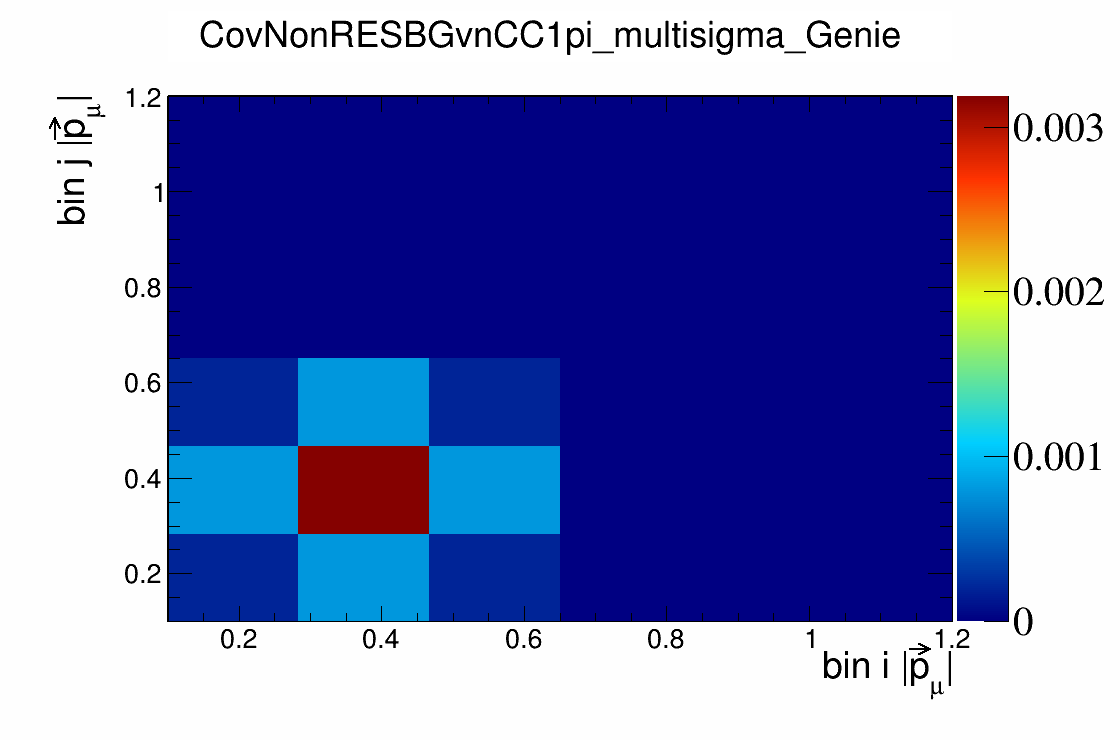 CovNonRESBGvnCC1pi_multisigma_Genie
bin j |p⃗μ|
1.2
1
0.8
0.6
0.4
0.2
0.2 0.4 0.6 0.8 1 1.2
bin i |p⃗μ|
0.003
0.002
0.001
0